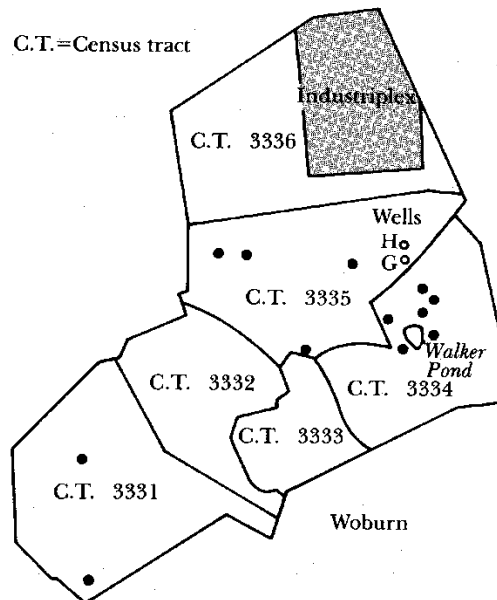 C.T.=Census tract
Industriplex
C.T. 3336
Wells
H
G
C.T. 3335
Walker
Pond
C.T. 3332
C.T. 3334
C.T. 3333
C.T. 3331
Woburn